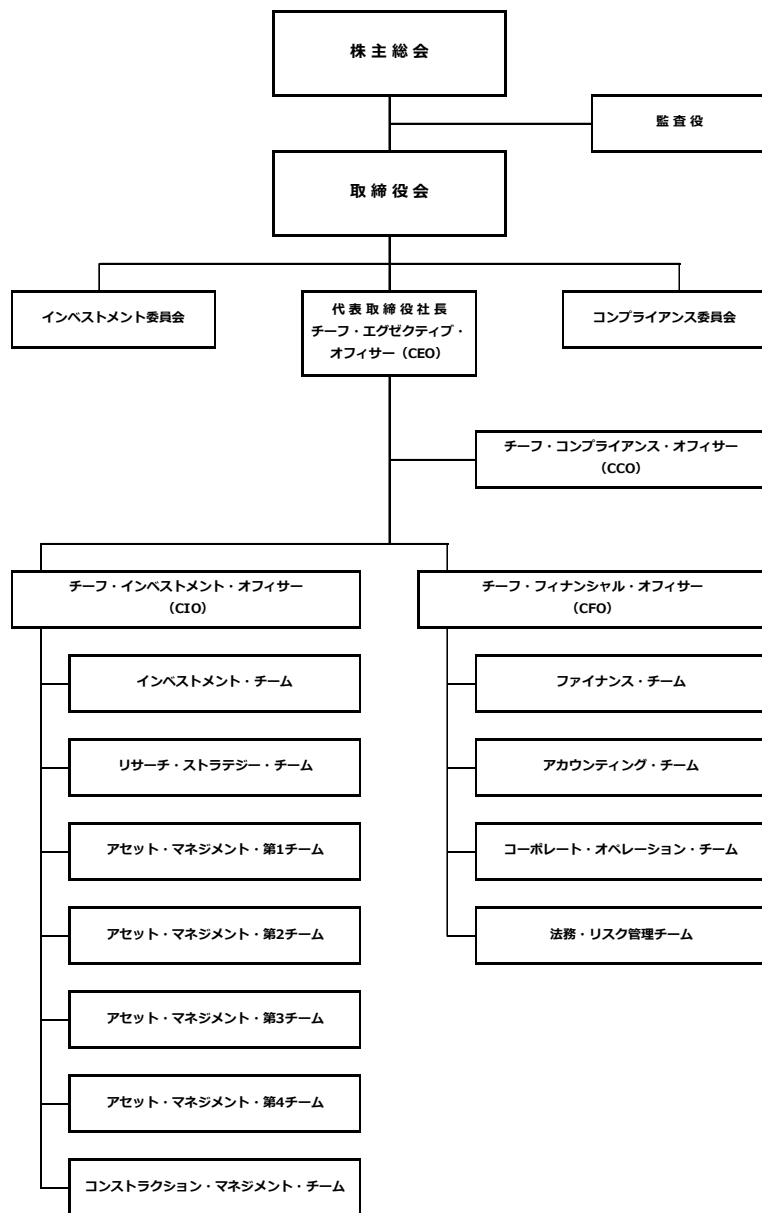 株主総会
監査役
取締役会
インベストメント委員会
代表取締役社長
チーフ・エグゼクティブ・
オフィサー（CEO）
コンプライアンス委員会
チーフ・コンプライアンス・オフィサー
（CCO）
チーフ・インベストメント・オフィサー
（CIO）
チーフ・フィナンシャル・オフィサー
（CFO）
インベストメント・チーム
ファイナンス・チーム
リサーチ・ストラテジー・チーム
アカウンティング・チーム
アセット・マネジメント・第1チーム
コーポレート・オペレーション・チーム
アセット・マネジメント・第2チーム
法務・リスク管理チーム
アセット・マネジメント・第3チーム
アセット・マネジメント・第4チーム
コンストラクション・マネジメント・チーム